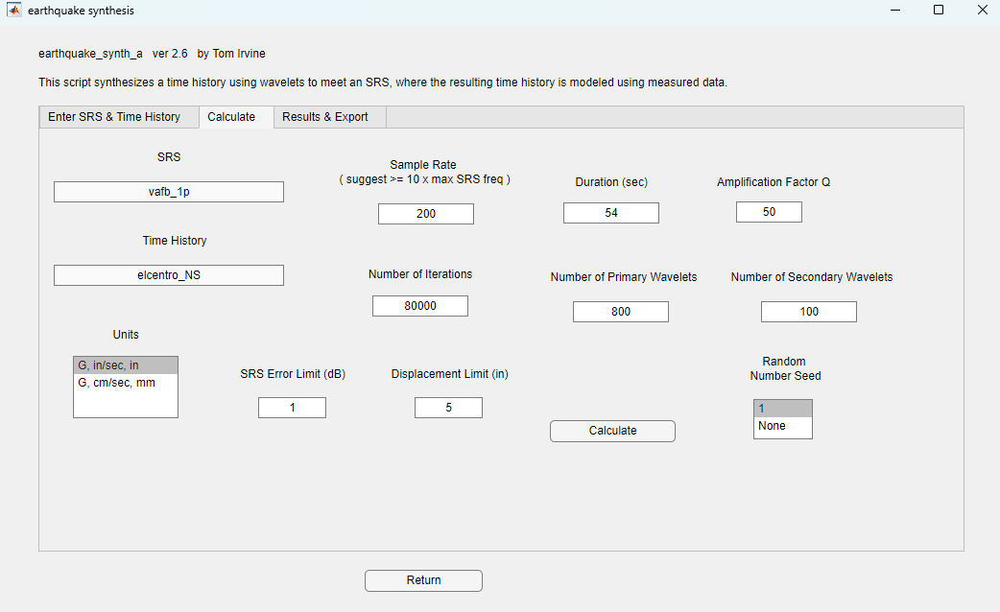 earthquake synthesis
earthquake_synth_a ver 2.6 by Tom Irvine
This script synthesizes a time history using wavelets to meet an SRS, where the resulting time history is modeled using measured data.
Enter SRS & Time History Calculate Results & Export
SRS
vafb_1p
Sample Rate
( suggest >= 10 x max SRS freq )
200
Duration (sec)
54
Amplification Factor Q
50
Time History
elcentro_NS
Number of Iterations
80000
Number of Primary Wavelets
800
Number of Secondary Wavelets
100
Units
G, in/sec, in
G, cm/sec, mm
SRS Error Limit (dB)
1
Displacement Limit (in)
5
Calculate
Random
Number Seed
1
None
Return